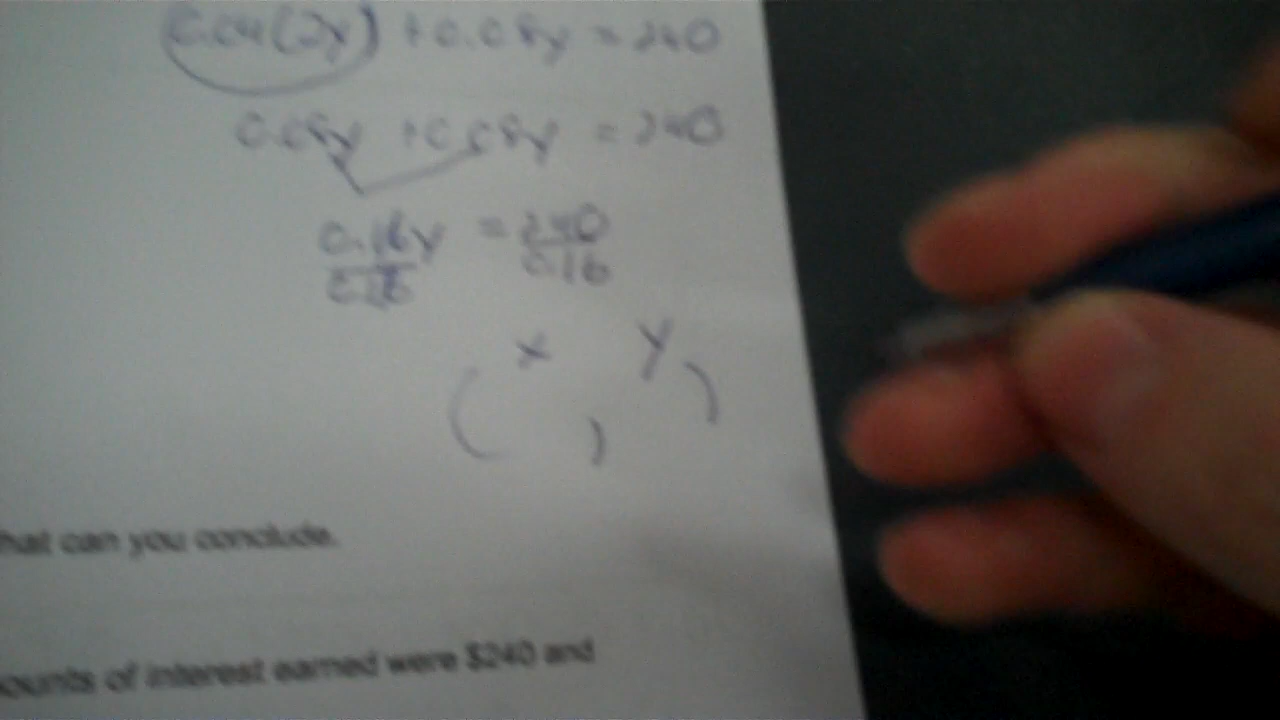 0.04(2y) + 0.08y = 240
0.08y + 0.08y = 240
0.16y = 240
0.16 0.16
x y
( , )
hat can you conclude.
ounts of interest earned were $240 and